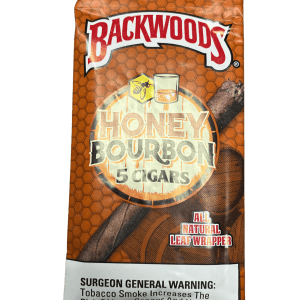 BACKWOODS®
HONEY
BOURBON
5 CIGARS
ALL
NATURAL
LEAF WRAPPER
SURGEON GENERAL WARNING:
Tobacco Smoke Increases The